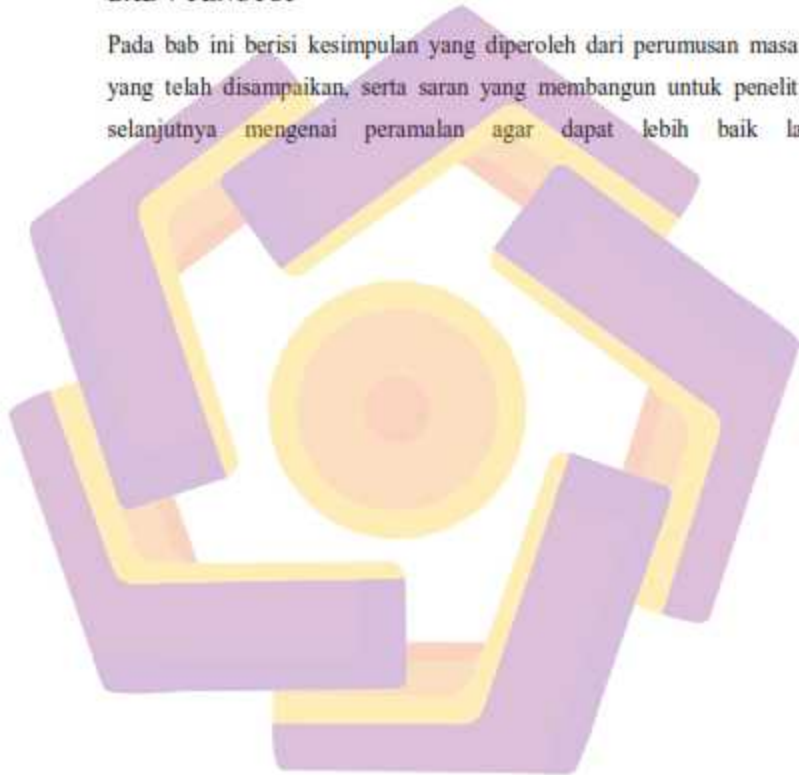 Pada bab ini berisi kesimpulan yang diperoleh dari perumusan masa
yang telah disampaikan, serta saran yang membangun untuk penelit
selanjutnya mengenai peramalan agar dapat lebih baik la